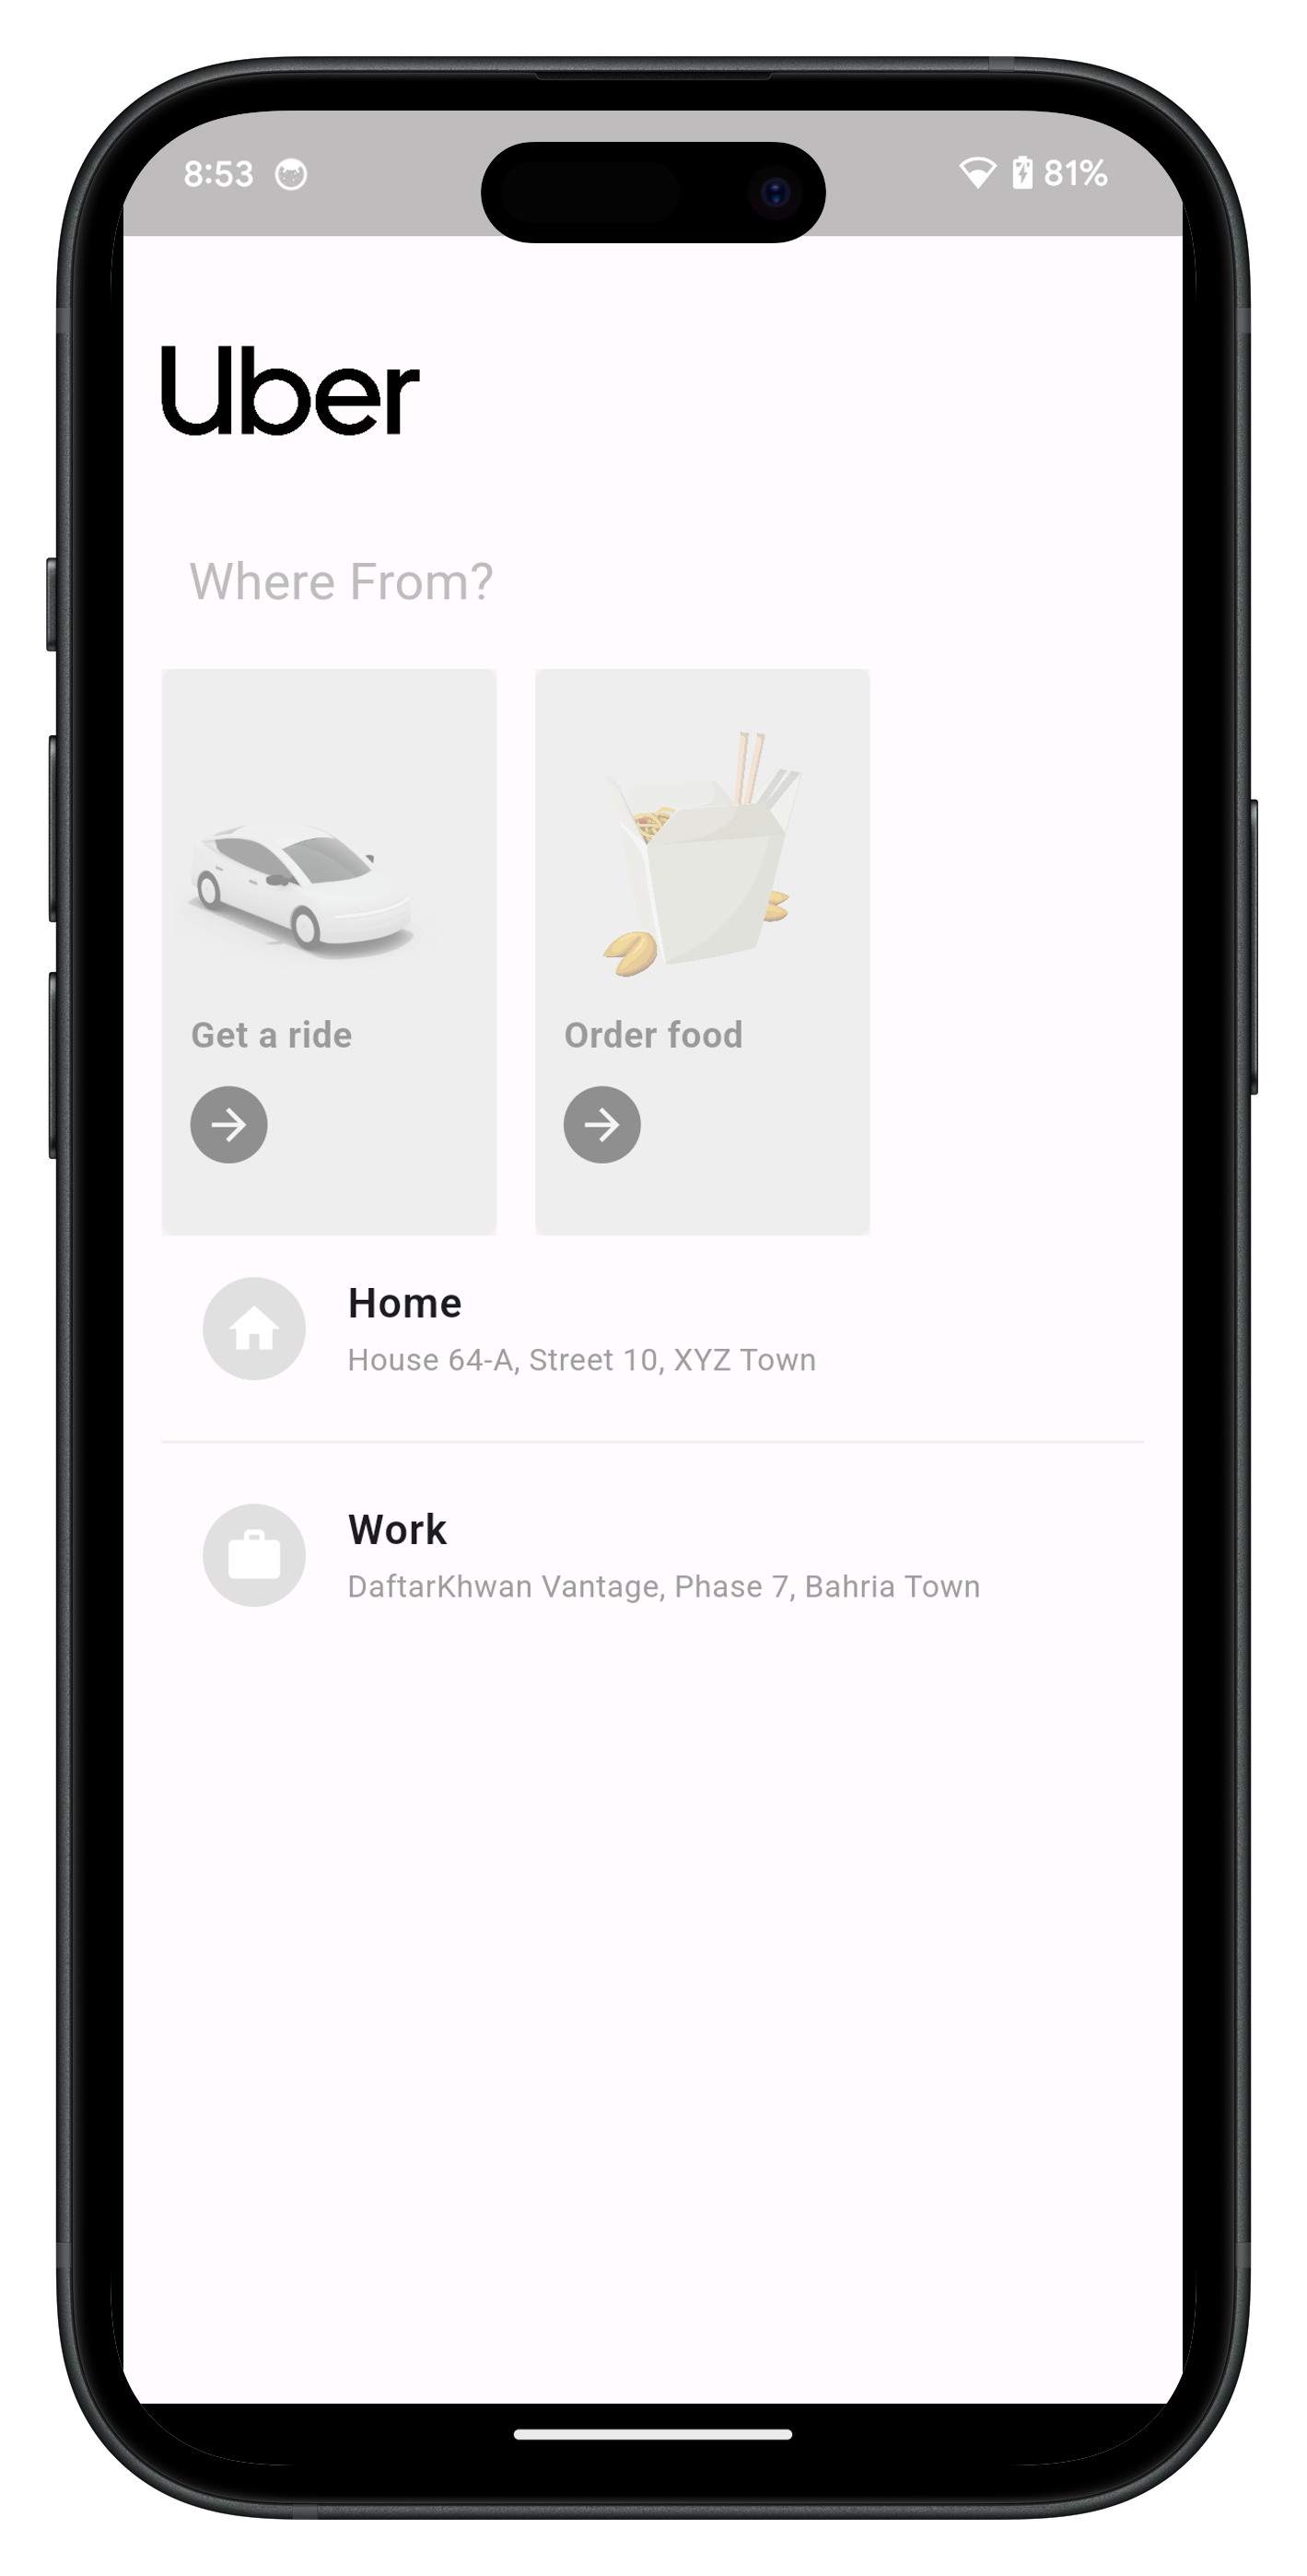 8:53 81%
Uber
Where From?
Get a ride Order food
Home
House 64-A, Street 10, XYZ Town
Work
DaftarKhwan Vantage, Phase 7, Bahria Town